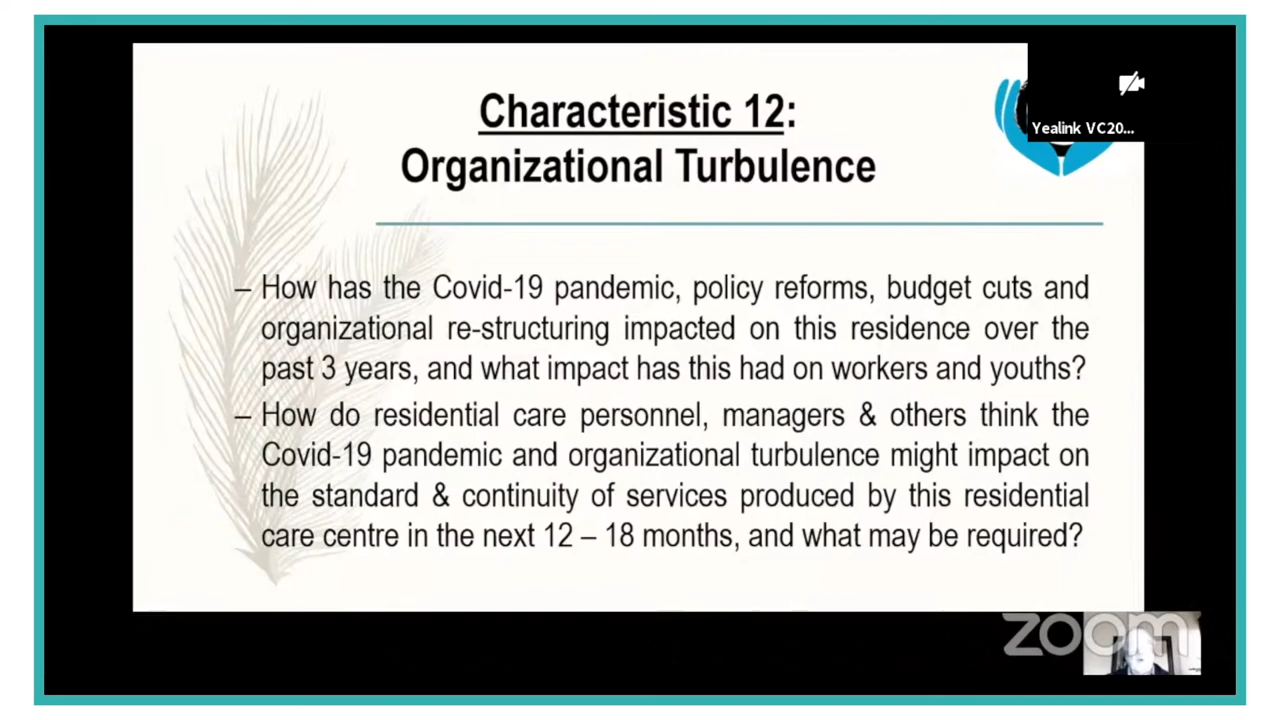 Characteristic 12:
Organizational Turbulence
Yealink VC20...
– How has the Covid-19 pandemic, policy reforms, budget cuts and
organizational re-structuring impacted on this residence over the
past 3 years, and what impact has this had on workers and youths?
– How do residential care personnel, managers & others think the
Covid-19 pandemic and organizational turbulence might impact on
the standard & continuity of services produced by this residential
care centre in the next 12 – 18 months, and what may be required?
zoom